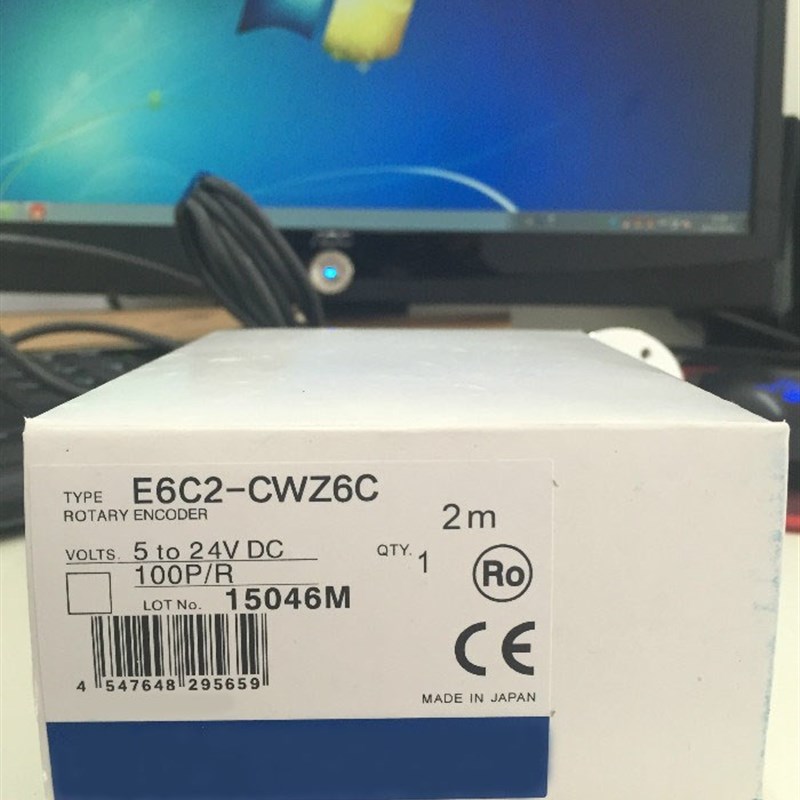 TYPE E6C2-CWZ6C
ROTARY ENCODER
2m
VOLTS. 5 to 24V DC
QTY. 1
100P/R
Ro
LOT No. 15046M
CE
4 547648 295659
MADE IN JAPAN